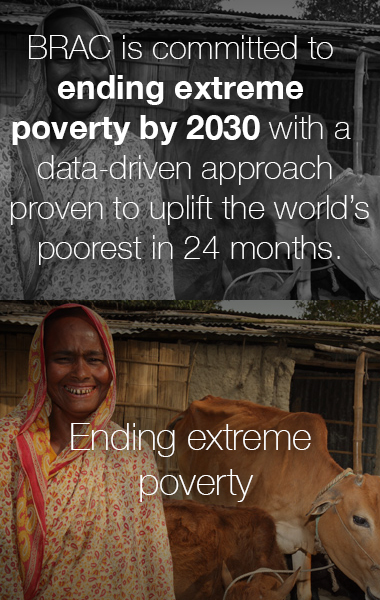 BRAC is committed to
ending extreme
poverty by 2030 with a
data-driven approach
proven to uplift the world’s
poorest in 24 months.
Ending extreme
poverty